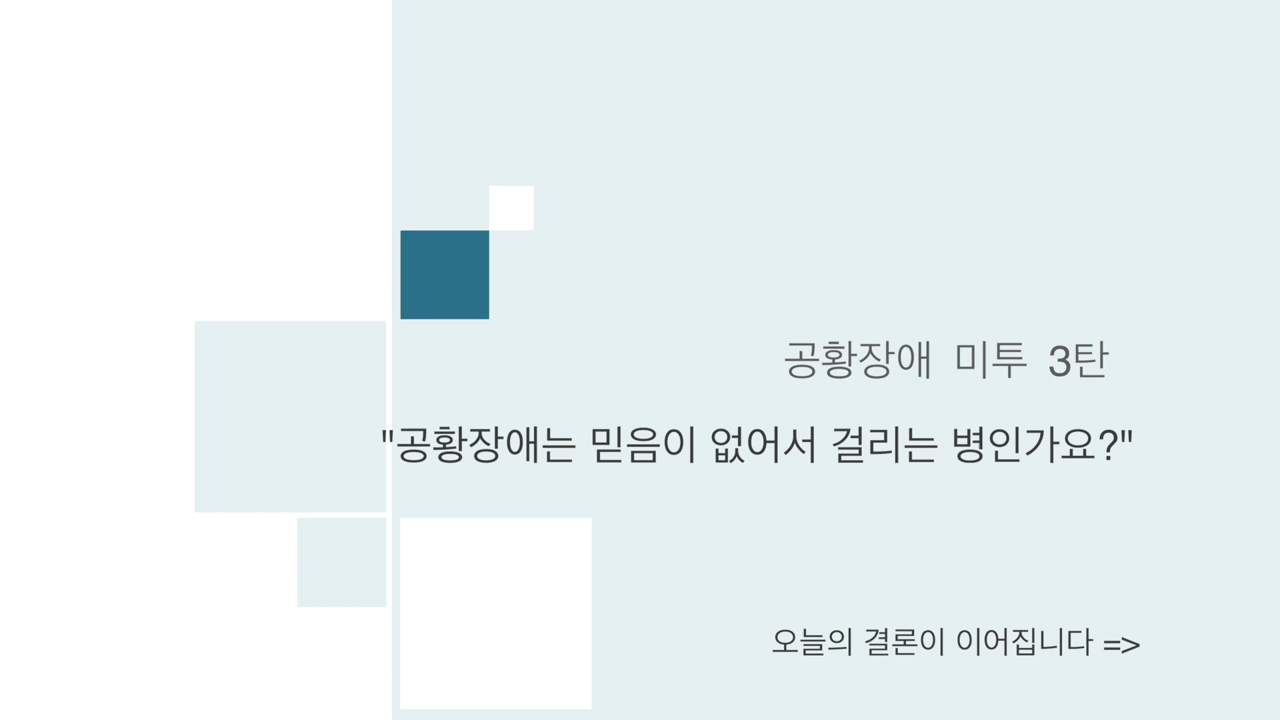 공황장애 미투 3탄
"공황장애는 믿음이 없어서 걸리는 병인가요?"
오늘의 결론이 이어집니다 =>